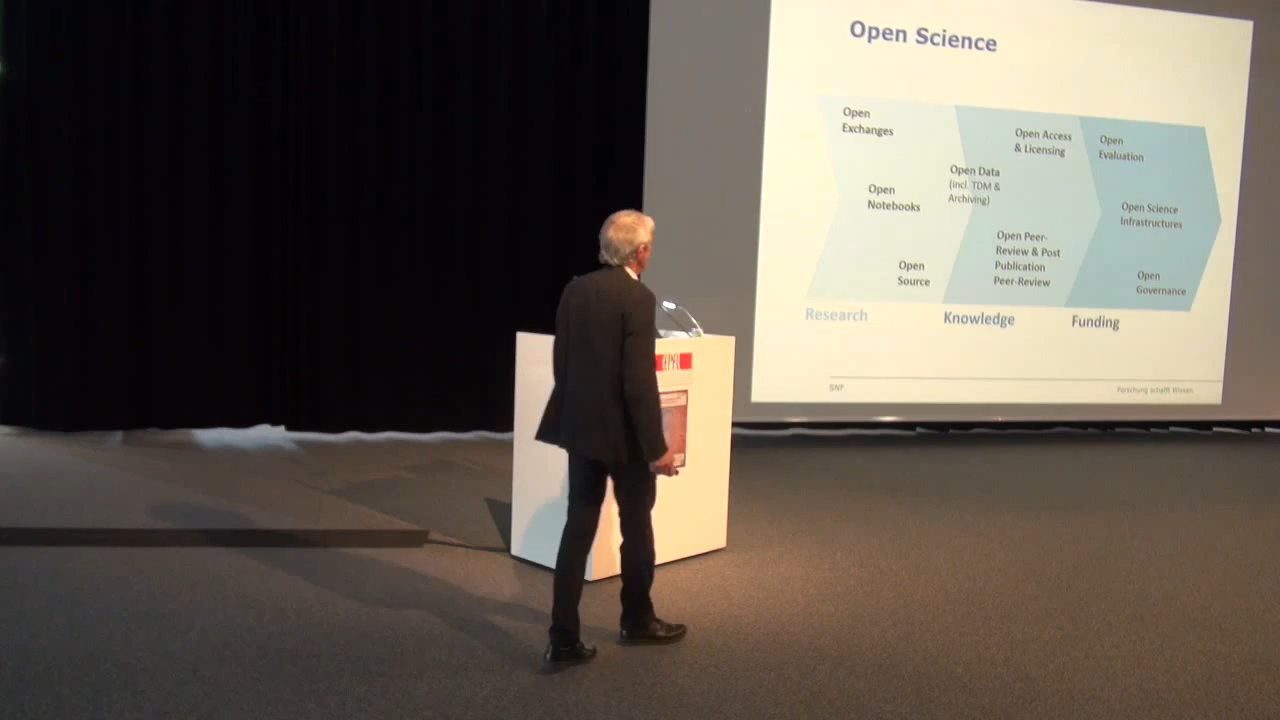 Open Science
Open
Exchanges
Open
Notebooks
Open
Source
Open Data
(incl. TDM &
Archiving)
Open Access
& Licensing
Open Peer-
Review & Post
Publication
Peer-Review
Open
Evaluation
Open Science
Infrastructures
Open
Governance
Research
Knowledge
Funding
SNF
Forschung schafft Wissen.
EPFL